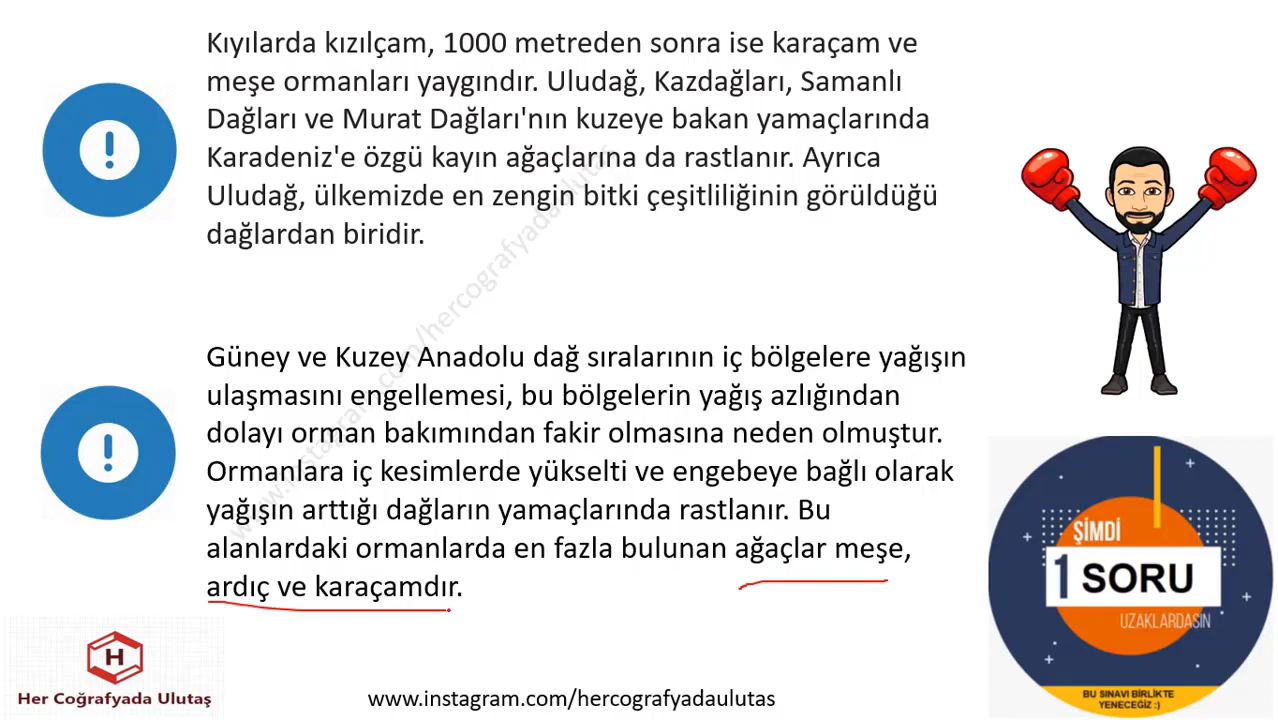 Kıyılarda kızılçam, 1000 metreden sonra ise karaçam ve
meşe ormanları yaygındır. Uludağ, Kazdağları, Samanlı
Dağları ve Murat Dağları'nın kuzeye bakan yamaçlarında
Karadeniz'e özgü kayın ağaçlarına da rastlanır. Ayrıca
Uludağ, ülkemizde en zengin bitki çeşitliliğinin görüldüğü
dağlardan biridir.
Güney ve Kuzey Anadolu dağ sıralarının iç bölgelere yağışın
ulaşmasını engellemesi, bu bölgelerin yağış azlığından
dolayı orman bakımından fakir olmasına neden olmuştur.
Ormanlara iç kesimlerde yükselti ve engebeye bağlı olarak
yağışın arttığı dağların yamaçlarında rastlanır. Bu
alanlardaki ormanlarda en fazla bulunan ağaçlar meşe,
ardıç ve karaçamdır.
www.instagram.com/hercografyadaulutas
ŞİMDİ
1 SORU
UZAKLARDASIN
BU SINAVI BİRLİKTE
YENECEĞİZ :)
H
Her Coğrafyada Ulutaş
www.instagram.com/hercografyadaulutas